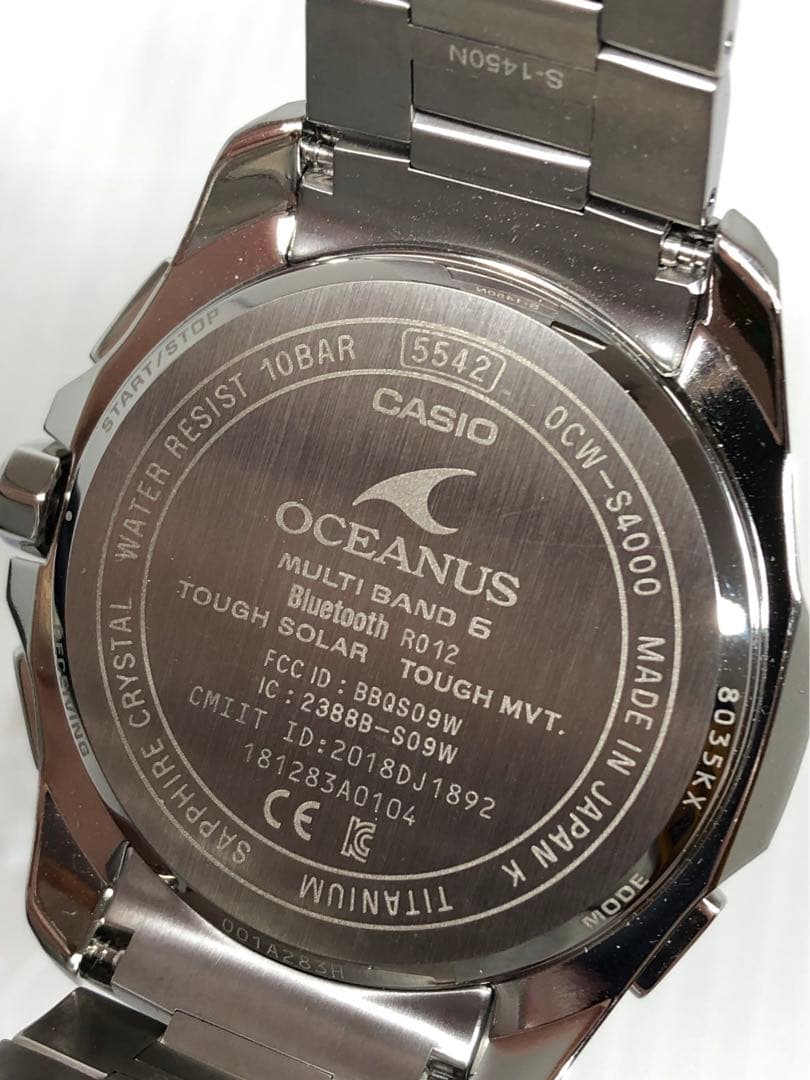 S-1450N
START/STOP
WATER RESIST 10BAR
5542
OCW-S4000
MADE IN JAPAN K
TITANIUM
SAPPHIRE CRYSTAL
CASIO
OCEANUS
MULTI BAND 6
Bluetooth R012
TOUGH SOLAR TOUGH MVT.
FCC ID : BBQS09W
IC : 2388B-S09W
CMIIT ID:2018DJ1892
181283A0104
CE
8035KX
MODE
001A283H